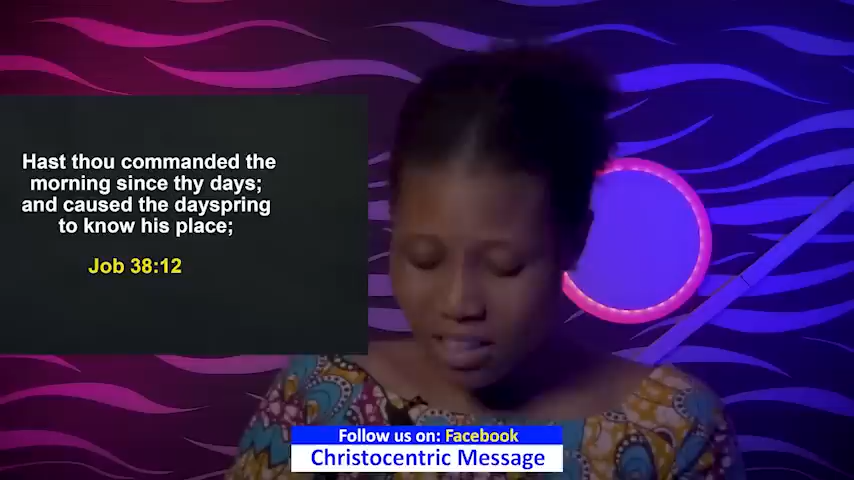 Hast thou commanded the
morning since thy days;
and caused the dayspring
to know his place;
Job 38:12
Follow us on: Facebook
Christocentric Message